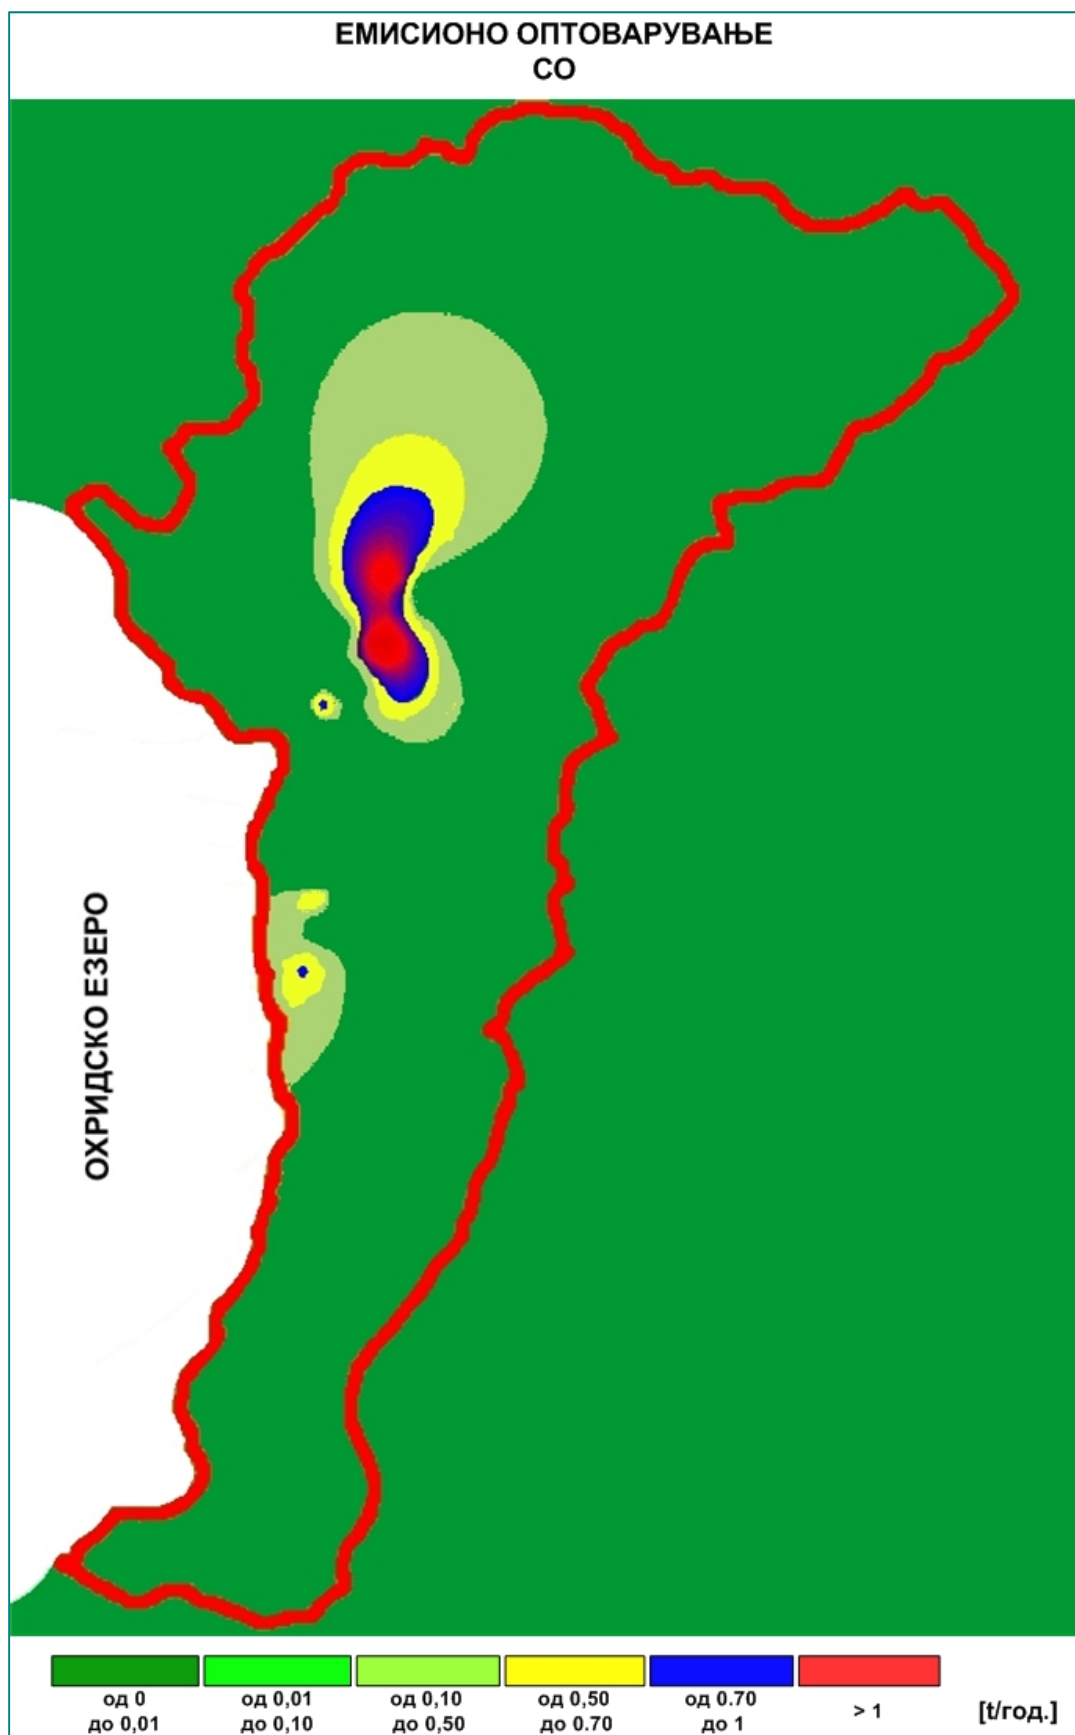 ЕМИСИОНО ОПТОВАРУВАЊЕ
CO
ОХРИДСКО ЕЗЕРО
од 0
до 0,01
од 0,01
до 0,10
од 0,10
до 0,50
од 0.50
до 0.70
од 0.70
до 1
> 1
[t/год.]